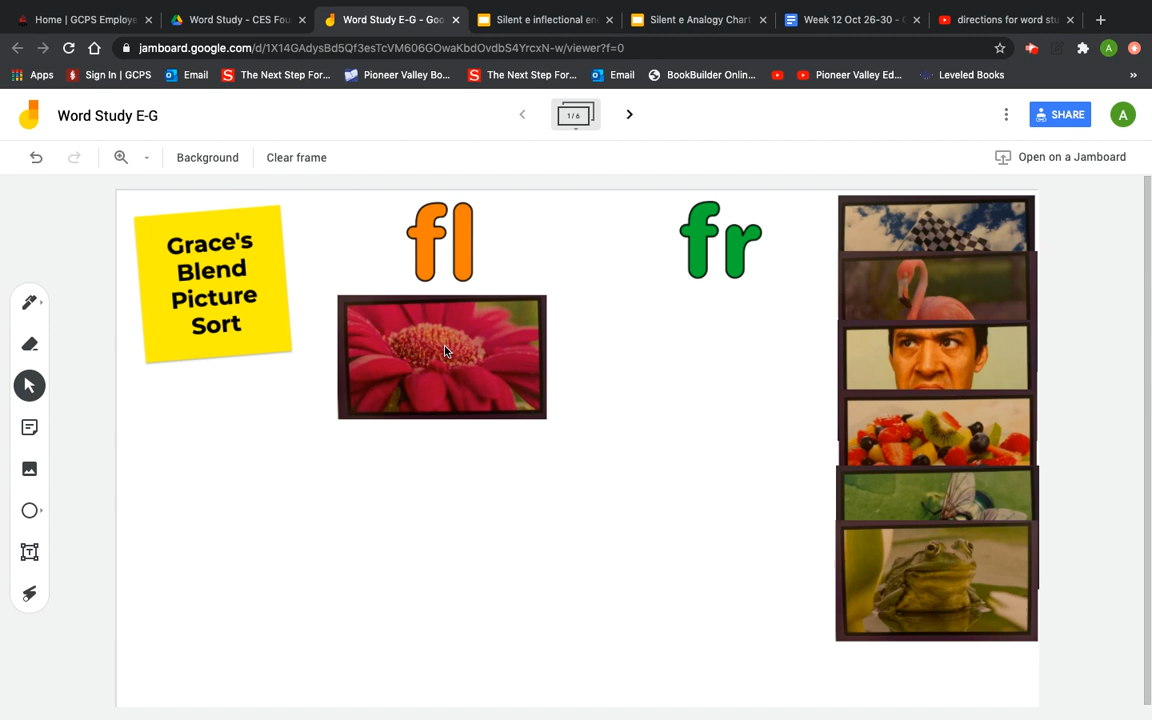 Home | GCPS Employe
Word Study - CES Fou
Word Study E-G - Goo
Silent e inflectional en
Silent e Analogy Chart
Week 12 Oct 26-30 - G
directions for word stu
jamboard.google.com/d/1X14GAdysBd5Qf3esTcVM606GOwaKbdOvdbS4YrcxN-w/viewer?f=0
A
Apps
Sign In | GCPS
Email
The Next Step For...
Pioneer Valley Bo...
The Next Step For...
Email
BookBuilder Onlin...
Pioneer Valley Ed...
Leveled Books
»
Word Study E-G
1/6
SHARE
A
Background
Clear frame
Open on a Jamboard
Grace's
Blend
Picture
Sort
fl
fr
T